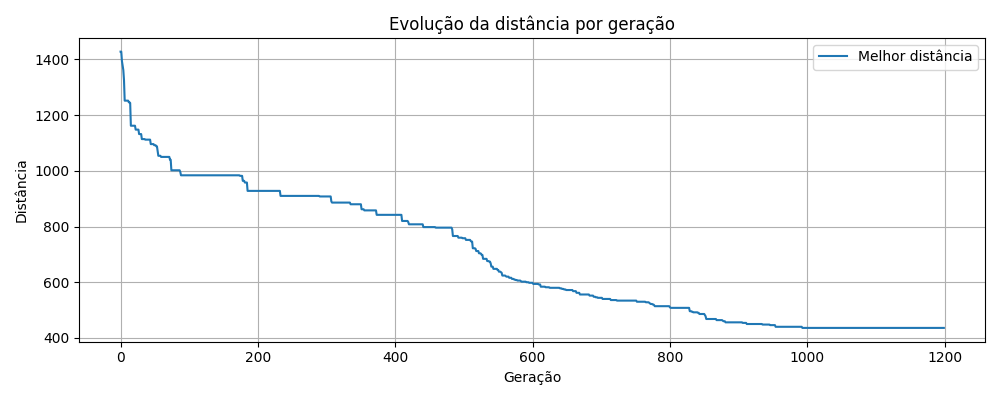 Evolução da distância por geração
Melhor distância
Distância
1400
1200
1000
800
600
400
0 200 400 600 800 1000 1200
Geração